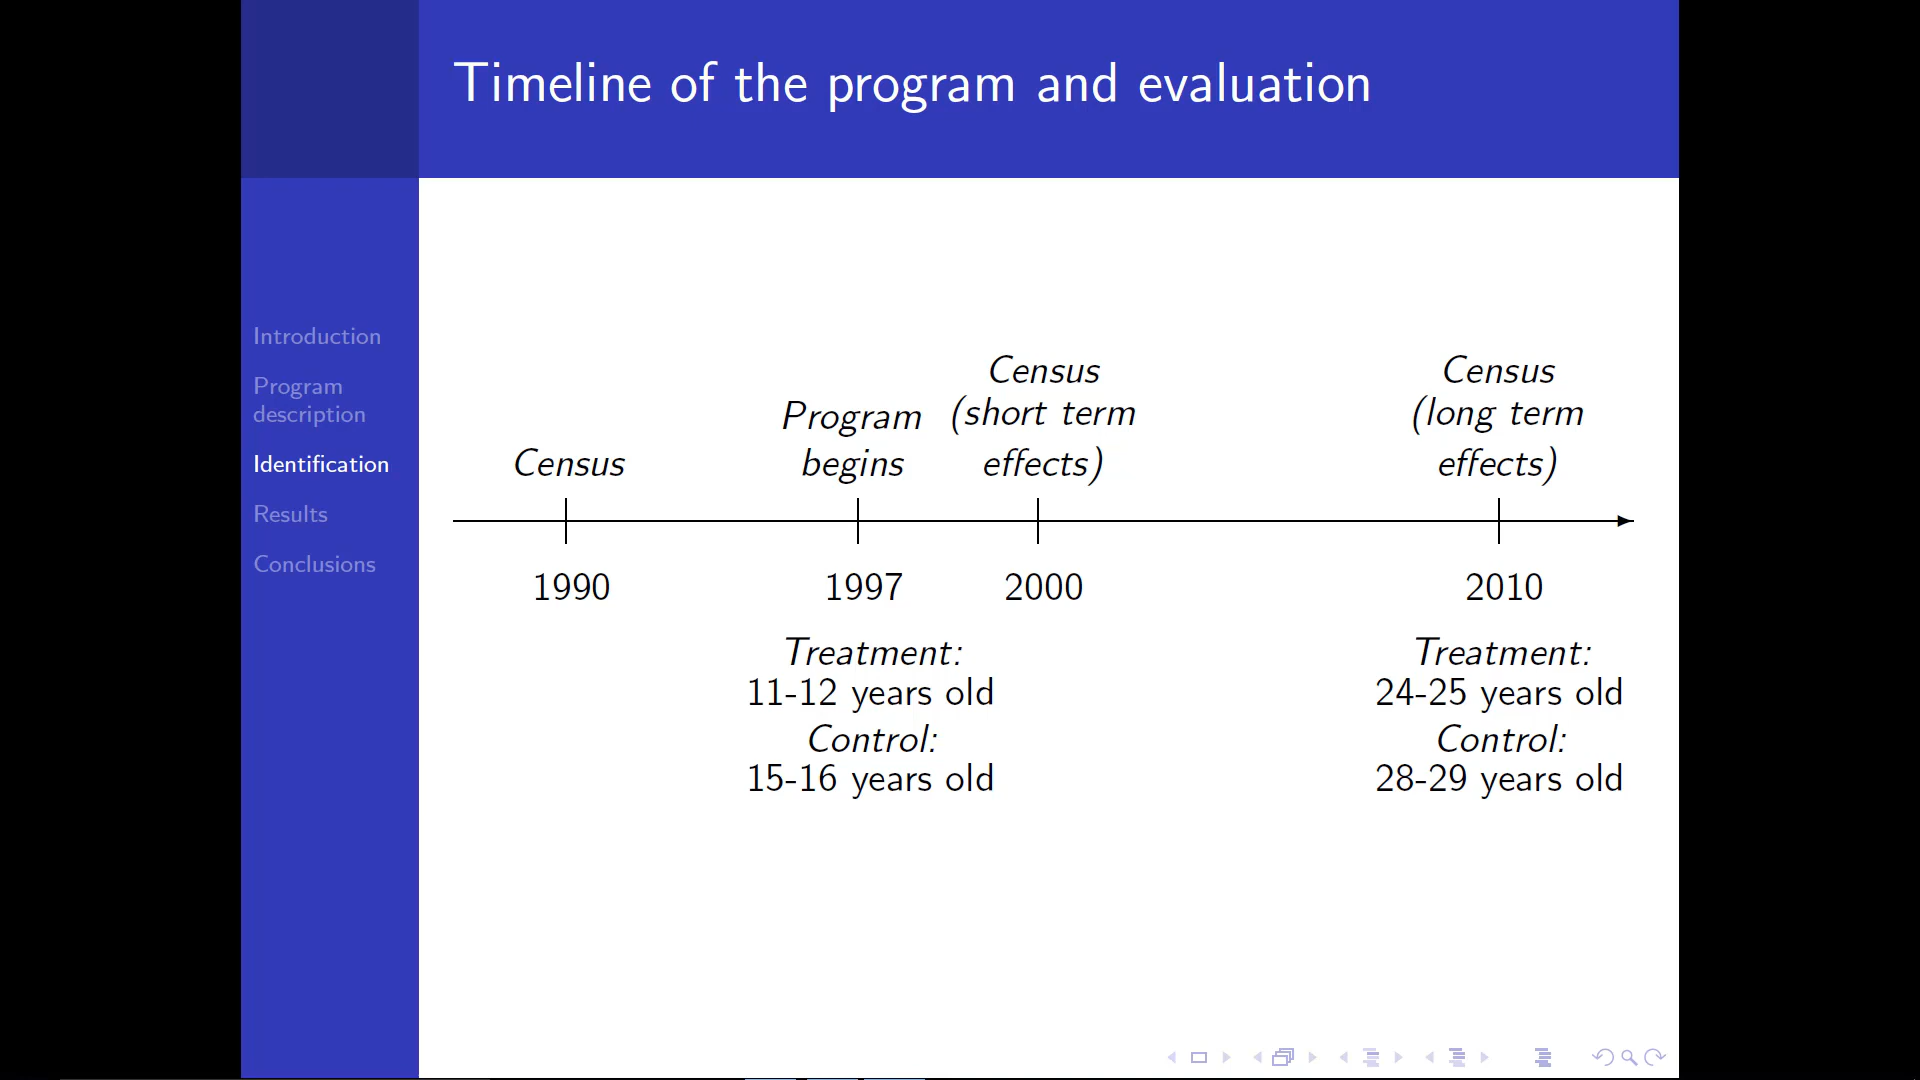 Timeline of the program and evaluation
Introduction
Program
description
Identification
Results
Conclusions
Census
Program
begins
Census
(short term
effects)
Census
(long term
effects)
1990
1997
2000
2010
Treatment:
11-12 years old
Control:
15-16 years old
Treatment:
24-25 years old
Control:
28-29 years old